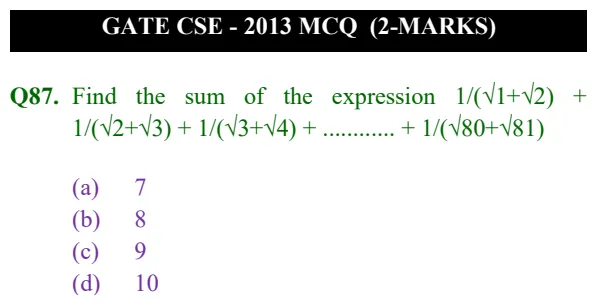 GATE CSE - 2013 MCQ (2-MARKS)
Q87. Find the sum of the expression 1/(√1+√2) +
1/(√2+√3) + 1/(√3+√4) + ............ + 1/(√80+√81)
(a) 7
(b) 8
(c) 9
(d) 10